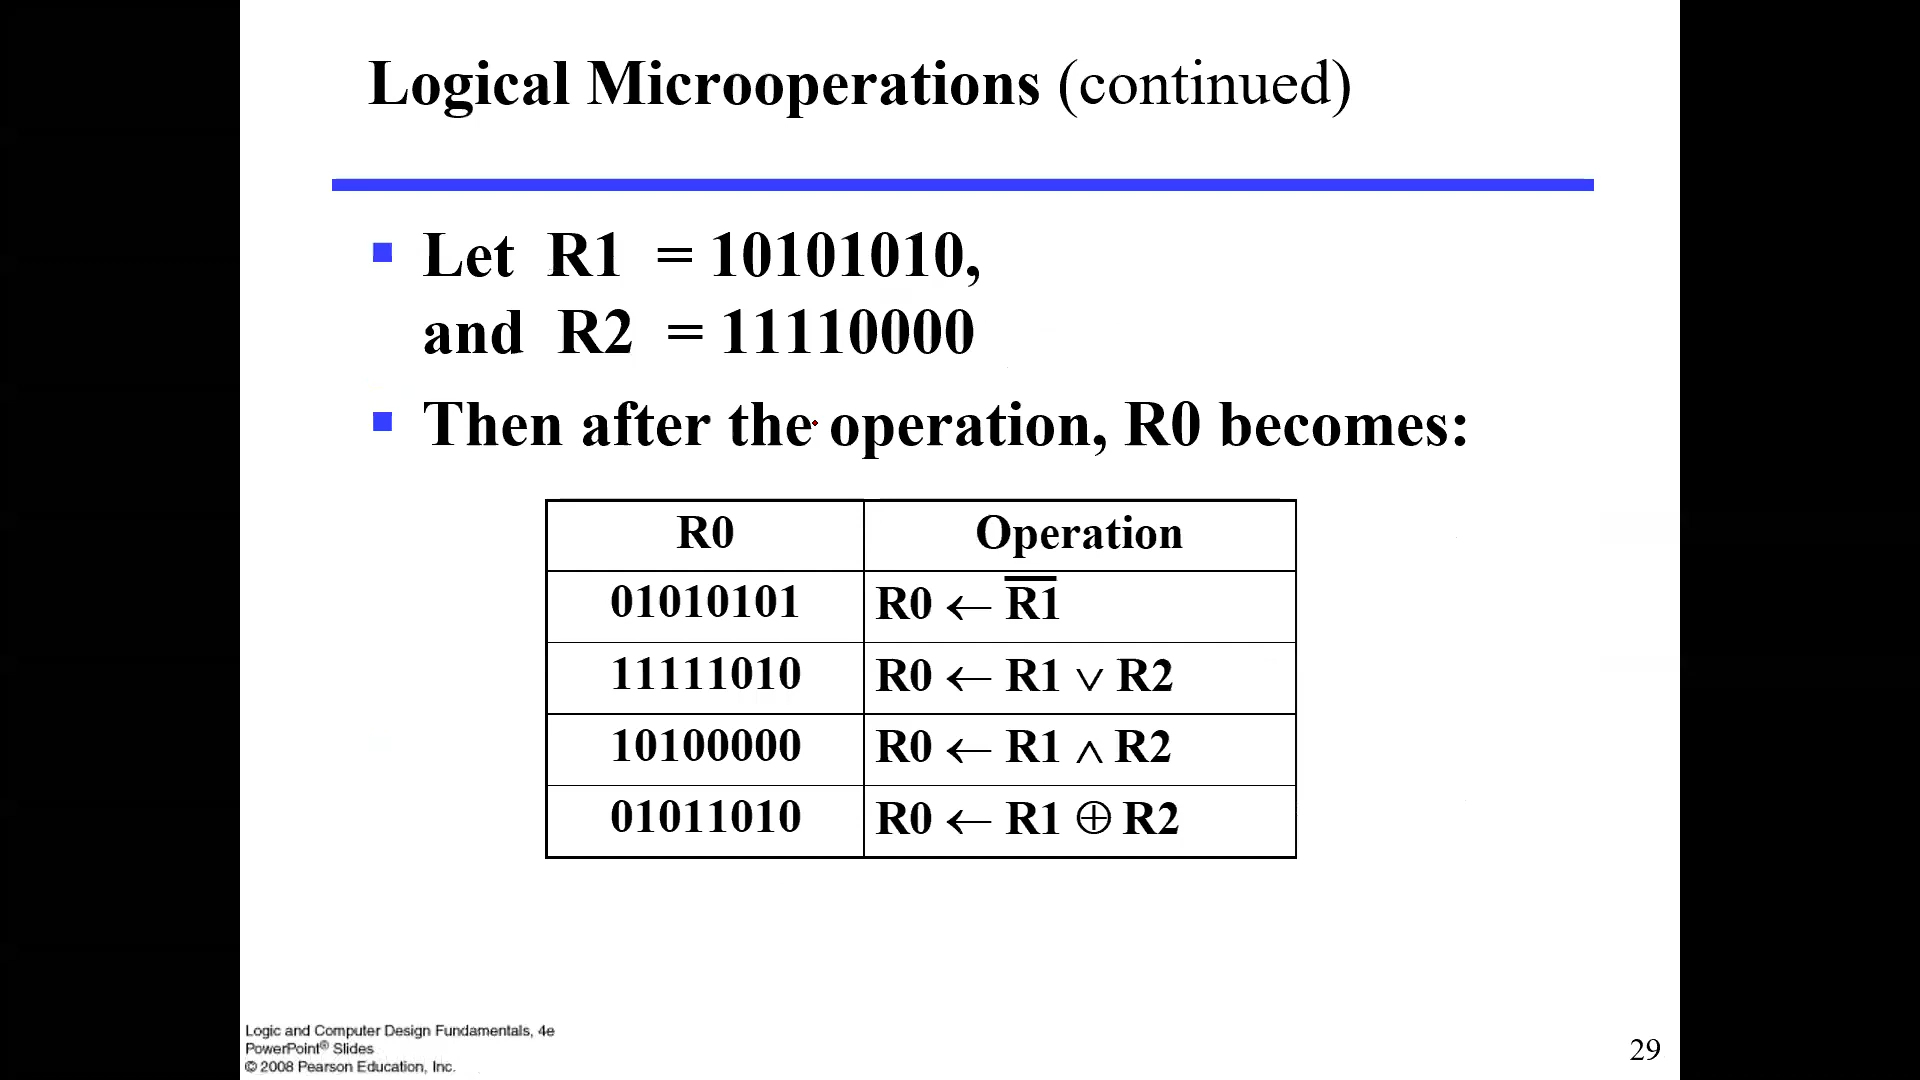 Logical Microoperations (continued)
Let R1 = 10101010,
and R2 = 11110000
Then after the operation, R0 becomes:
R0 Operation
01010101 R0 ← R̅1̅
11111010 R0 ← R1 ∨ R2
10100000 R0 ← R1 ∧ R2
01011010 R0 ← R1 ⊕ R2
Logic and Computer Design Fundamentals, 4e
PowerPoint® Slides
© 2008 Pearson Education, Inc.
29